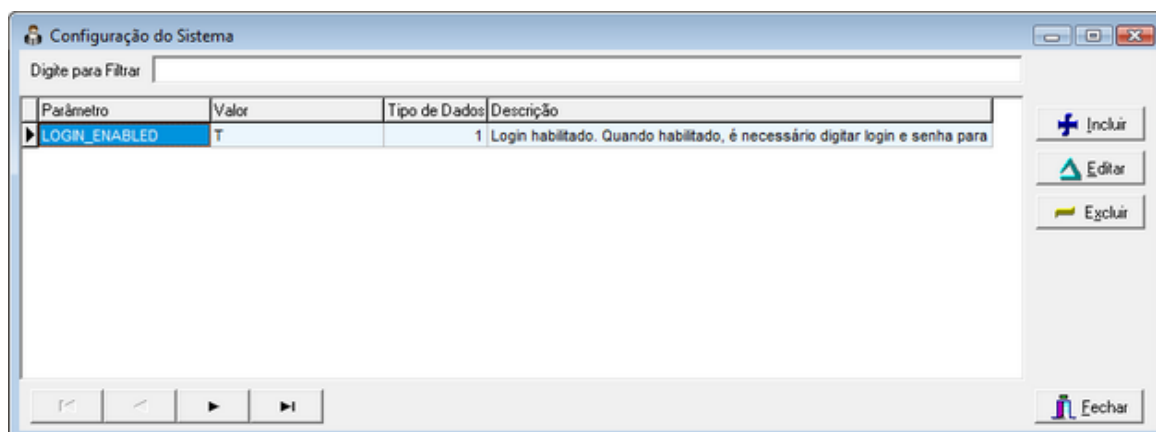 Configuração do Sistema
Digite para Filtrar
Parâmetro Valor Tipo de Dados Descrição
LOGIN_ENABLED T 1 Login habilitado. Quando habilitado, é necessário digitar login e senha para
Incluir
Editar
Excluir
Fechar